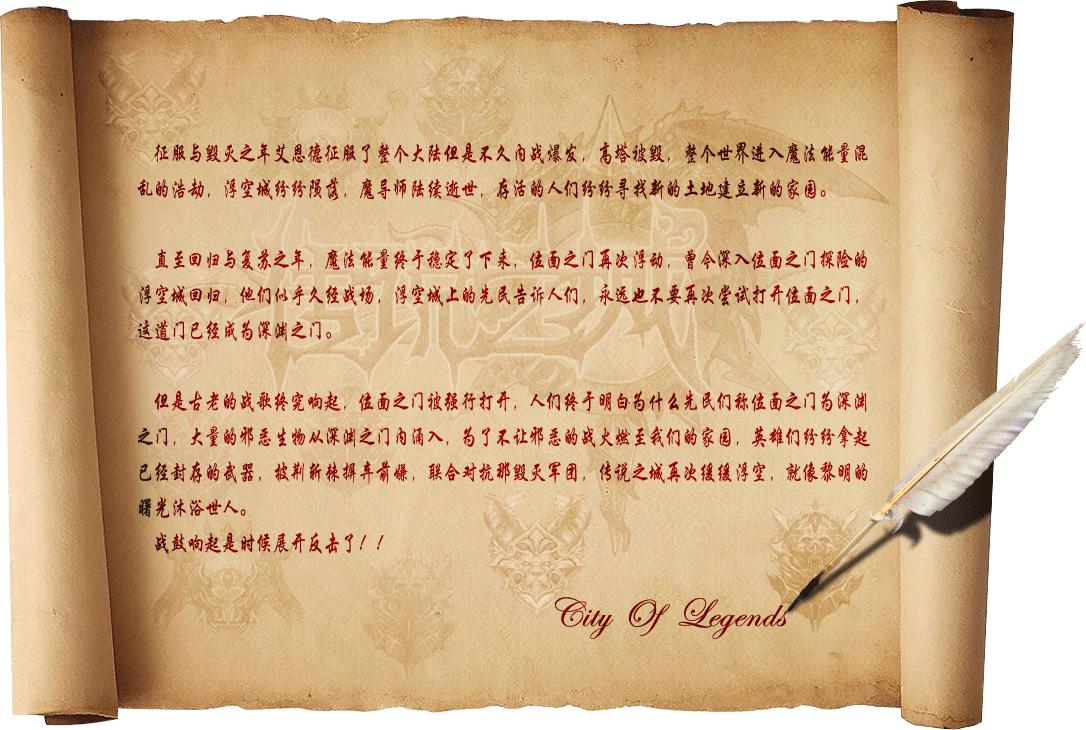 征服与毁灭之年艾恩德征服了整个大陆但是不久内战爆发，高塔被毁，整个世界进入魔法能量混
乱的浩劫，浮空城纷纷陨落，魔导师陆续逝世，存活的人们纷纷寻找新的土地建立新的家园。
直至回归与复苏之年，魔法能量终于稳定了下来，位面之门再次浮动，曾今深入位面之门探险的
浮空城回归，他们似乎久经战场，浮空城上的先民告诉人们，永远也不要再次尝试打开位面之门，
这道门已经成为深渊之门。
但是古老的战歌终究响起，位面之门被强行打开，人们终于明白为什么先民们称位面之门为深渊
之门，大量的邪恶生物从深渊之门内涌入，为了不让邪恶的战火燃至我们的家园，英雄们纷纷拿起
已经封存的武器，披荆斩棘摒弃前嫌，联合对抗那毁灭军团，传说之城再次缓缓浮空，就像黎明的
曙光沐浴世人。
战鼓响起是时候展开反击了！！
City Of Legends